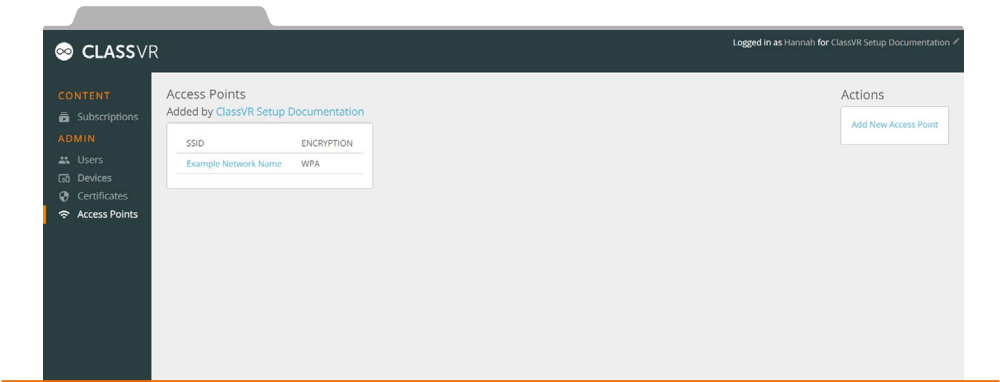 CLASSVR
Logged in as Hannah for ClassVR Setup Documentation
CONTENT
Subscriptions
ADMIN
Users
Devices
Certificates
Access Points
Access Points
Added by ClassVR Setup Documentation
SSID ENCRYPTION
Example Network Name WPA
Actions
Add New Access Point